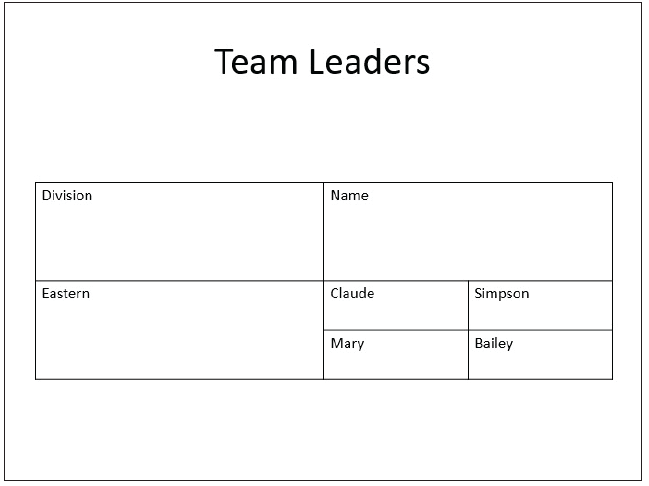 Team Leaders
Division Name
Eastern Claude Simpson
Mary Bailey